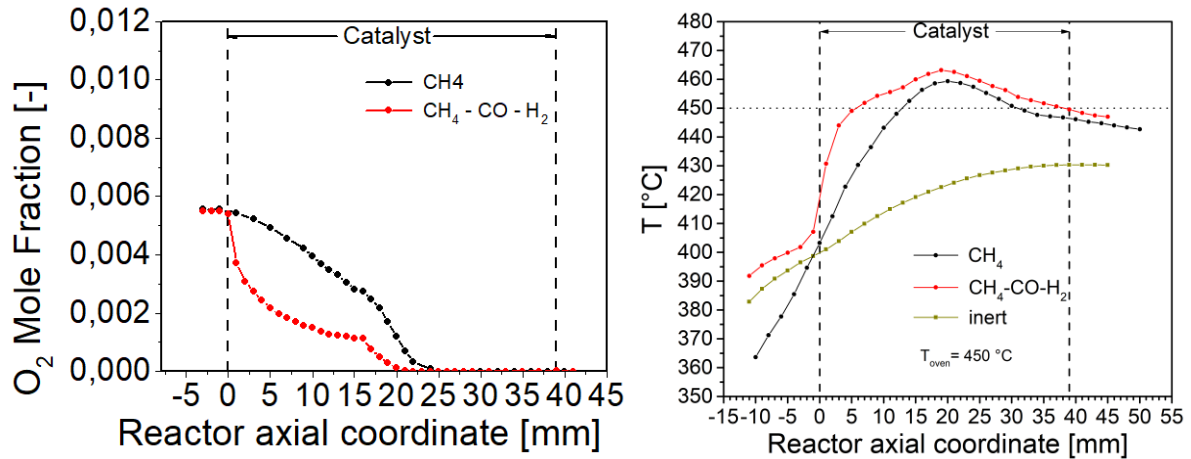 0,012
0,010
0,008
0,006
0,004
0,002
0,000
O₂ Mole Fraction [-]
Catalyst
CH4
CH₄ - CO - H₂
-5 0 5 10 15 20 25 30 35 40 45
Reactor axial coordinate [mm]
480
470
460
450
440
430
420
410
400
390
380
370
360
350
T [°C]
Catalyst
CH₄
CH₄-CO-H₂
inert
Tₒᵥₑₙ= 450 °C
-15 -10 -5 0 5 10 15 20 25 30 35 40 45 50 55
Reactor axial coordinate [mm]